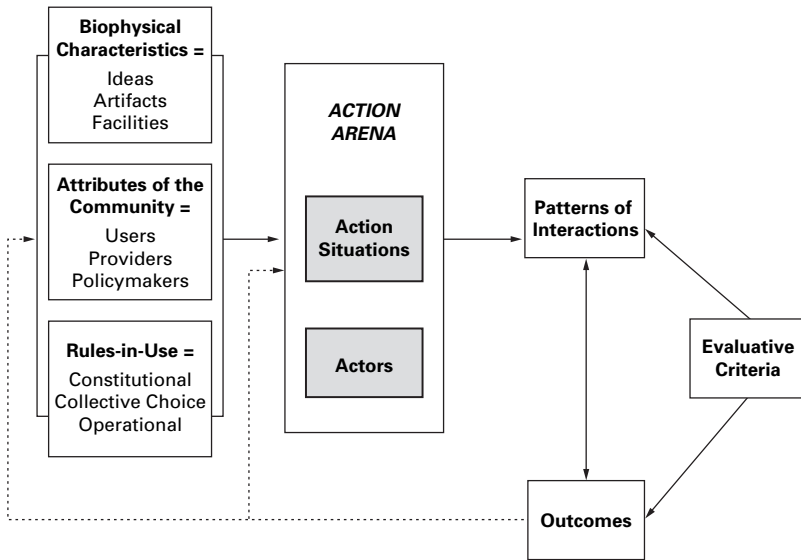 Biophysical
Characteristics =
Ideas
Artifacts
Facilities
Attributes of the
Community =
Users
Providers
Policymakers
Rules-in-Use =
Constitutional
Collective Choice
Operational
ACTION
ARENA
Action
Situations
Actors
Patterns of
Interactions
Outcomes
Evaluative
Criteria